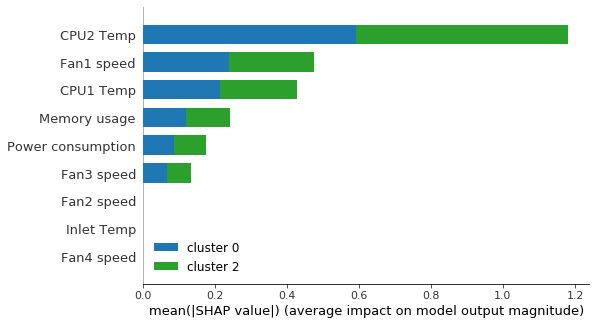 CPU2 Temp
Fan1 speed
CPU1 Temp
Memory usage
Power consumption
Fan3 speed
Fan2 speed
Inlet Temp
Fan4 speed
cluster 0
cluster 2
0.0 0.2 0.4 0.6 0.8 1.0 1.2
mean(|SHAP value|) (average impact on model output magnitude)